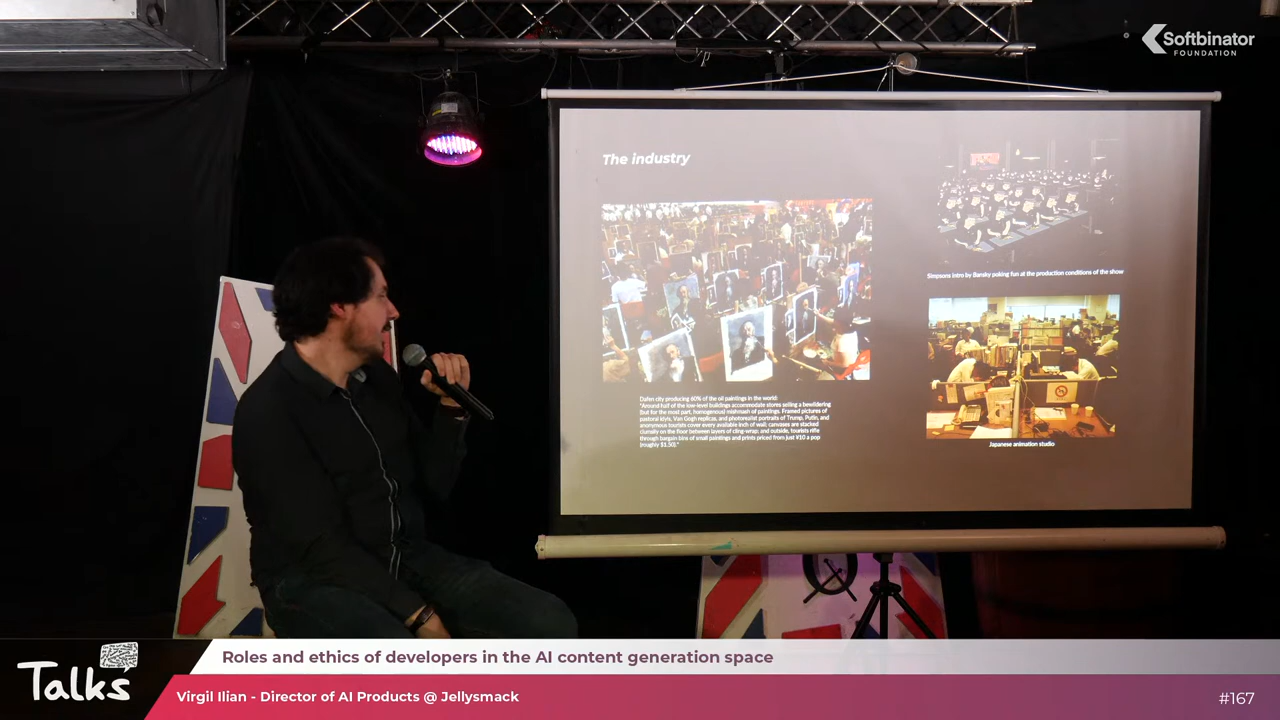 Softbinator
FOUNDATION
The industry
Simpsons intro by Bansky poking fun at the production conditions of the show
Dafen city producing 60% of the oil paintings in the world:
"Around half of the low-level buildings accommodate stores selling a bewildering
(but for the most part, homogenous) mishmash of paintings. Framed pictures of
pastoral idyls, Van Gogh replicas, and photorealist portraits of Trump, Putin, and
anonymous tourists cover every available inch of wall; canvases are stacked
clumsily on the floor between layers of cling-wrap; and outside, tourists rifle
through bargain bins of small paintings and prints priced from just ¥10 a pop
(roughly $1.50)."
Japanese animation studio
Talks
Roles and ethics of developers in the AI content generation space
Virgil Ilian - Director of AI Products @ Jellysmack
#167